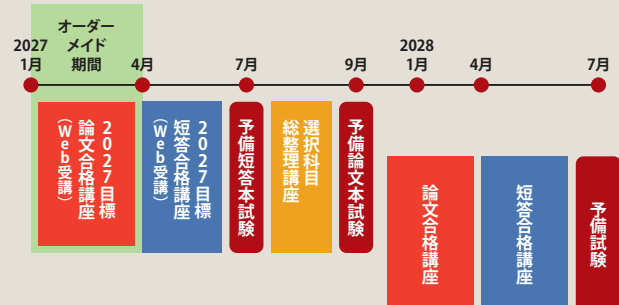 オーダー
メイド
期間
2027
1月
4月
7月
9月
2028
1月
4月
7月
2027目標
論文合格講座
（Web受講）
2027目標
短答合格講座
（Web受講）
予備短答本試験
選択科目
総整理講座
予備論文本試験
論文合格講座
短答合格講座
予備試験